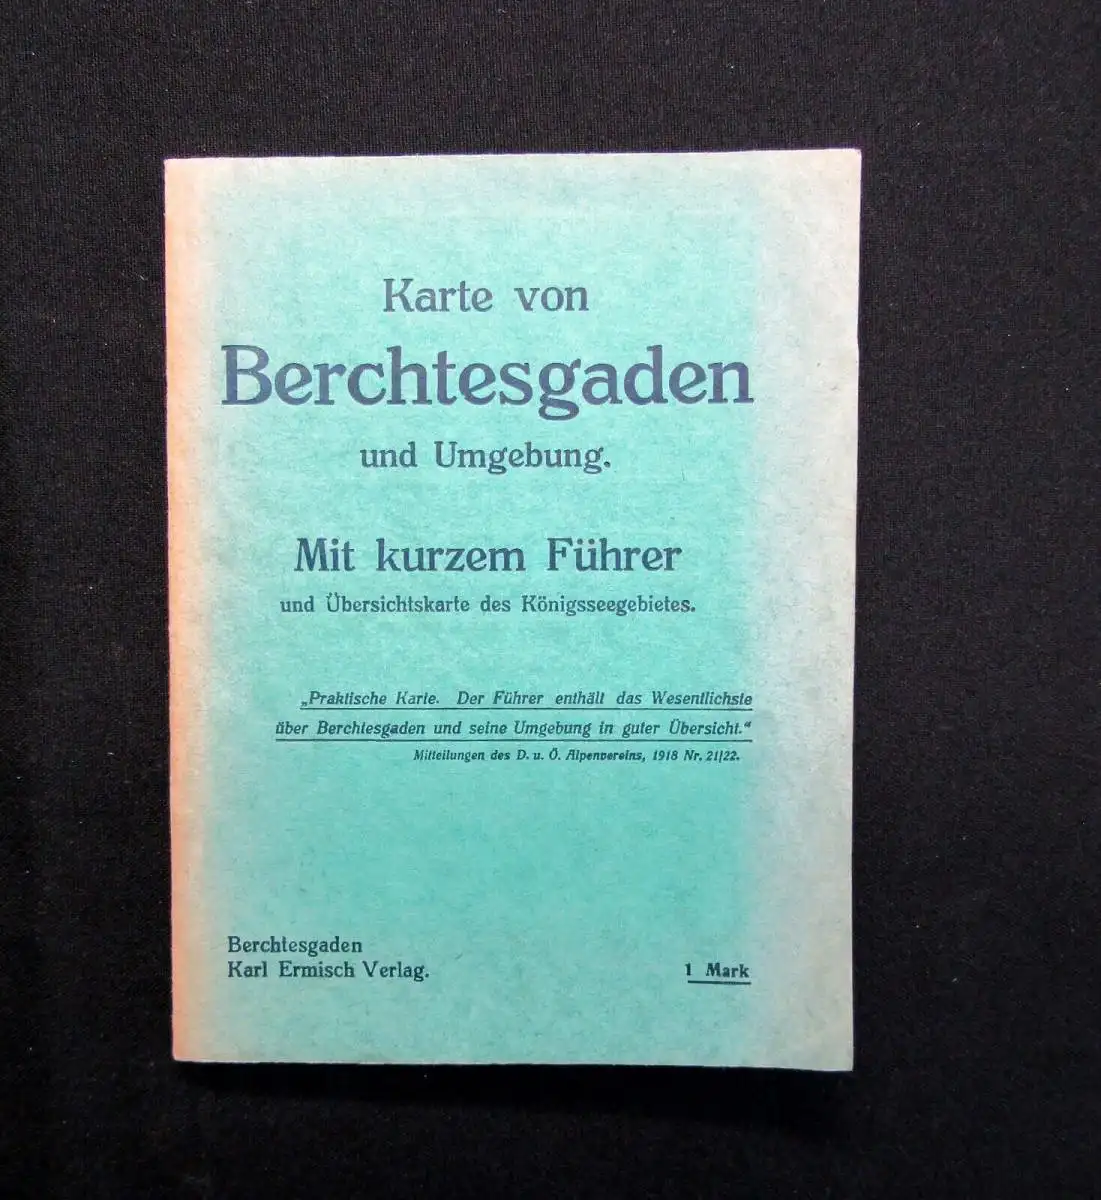 Karte von
Berchtesgaden
und Umgebung.
Mit kurzem Führer
und Übersichtskarte des Königsseegebietes.
„Praktische Karte. Der Führer enthält das Wesentlichste
über Berchtesgaden und seine Umgebung in guter Übersicht.“
Mitteilungen des D. u. Ö. Alpenvereins, 1918 Nr. 21/22.
Berchtesgaden
Karl Ermisch Verlag.
1 Mark